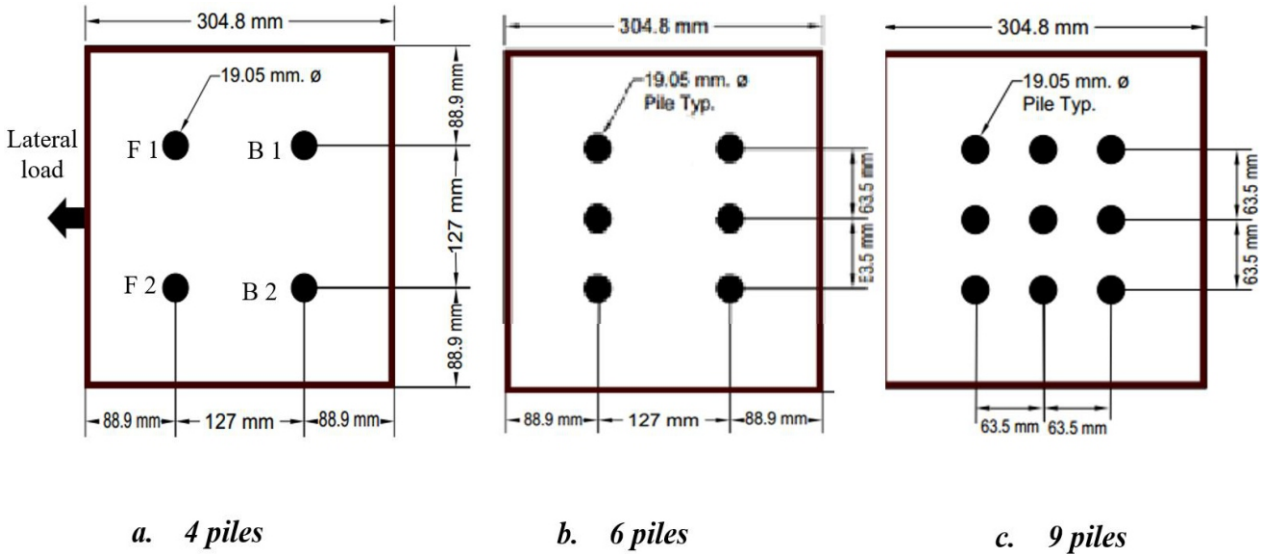 304.8 mm
19.05 mm. ø
Lateral
load
F 1
B 1
F 2
B 2
88.9 mm
127 mm
88.9 mm
88.9 mm
127 mm
88.9 mm
a. 4 piles
304.8 mm
19.05 mm. ø
Pile Typ.
63.5 mm
63.5 mm
88.9 mm
127 mm
88.9 mm
b. 6 piles
304.8 mm
19.05 mm. ø
Pile Typ.
63.5 mm
63.5 mm
63.5 mm
63.5 mm
c. 9 piles